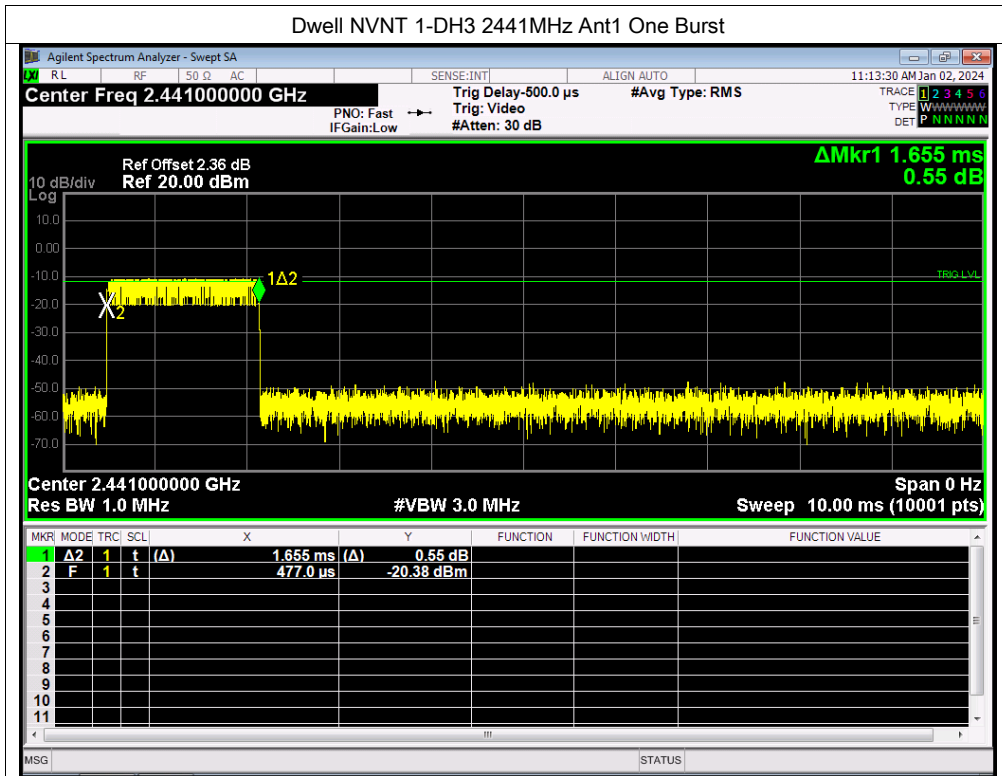 Dwell NVNT 1-DH3 2441MHz Ant1 One Burst
Agilent Spectrum Analyzer - Swept SA
LXI RL RF 50 Ω AC SENSE:INT ALIGN AUTO 11:13:30 AM Jan 02, 2024
Center Freq 2.441000000 GHz Trig Delay-500.0 µs #Avg Type: RMS TRACE 1 2 3 4 5 6
PNO: Fast Trig: Video TYPE WWWWWWW
IFGain:Low #Atten: 30 dB DET P N N N N N
ΔMkr1 1.655 ms
0.55 dB
Ref Offset 2.36 dB
10 dB/div Ref 20.00 dBm
Log
10.0
0.00
-10.0
1Δ2
TRIG LVL
-20.0
2
-30.0
-40.0
-50.0
-60.0
-70.0
Center 2.441000000 GHz Span 0 Hz
Res BW 1.0 MHz #VBW 3.0 MHz Sweep 10.00 ms (10001 pts)
MKR MODE TRC SCL X Y FUNCTION FUNCTION WIDTH FUNCTION VALUE
1 Δ2 1 t (Δ) 1.655 ms (Δ) 0.55 dB
2 F 1 t 477.0 µs -20.38 dBm
3
4
5
6
7
8
9
10
11
MSG STATUS